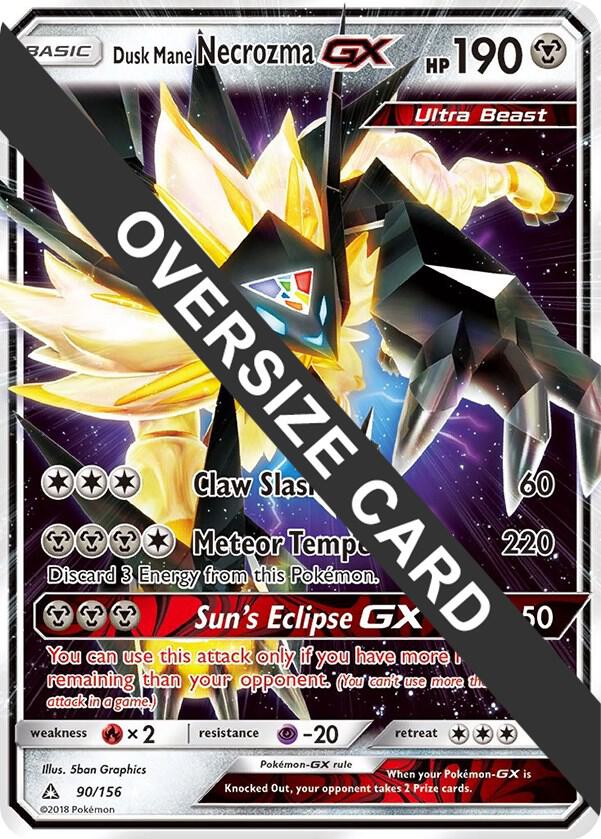 BASIC Dusk Mane Necrozma GX HP 190
Ultra Beast
OVERSIZE CARD
Claw Slas 60
Meteor Tempe 220
Discard 3 Energy from this Pokémon.
Sun's Eclipse GX 50
You can use this attack only if you have more
remaining than your opponent. (You can't use more th
attack in a game.)
weakness ×2 resistance -20 retreat
Illus. 5ban Graphics
90/156
©2018 Pokémon
Pokémon-GX rule
When your Pokémon-GX is
Knocked Out, your opponent takes 2 Prize cards.